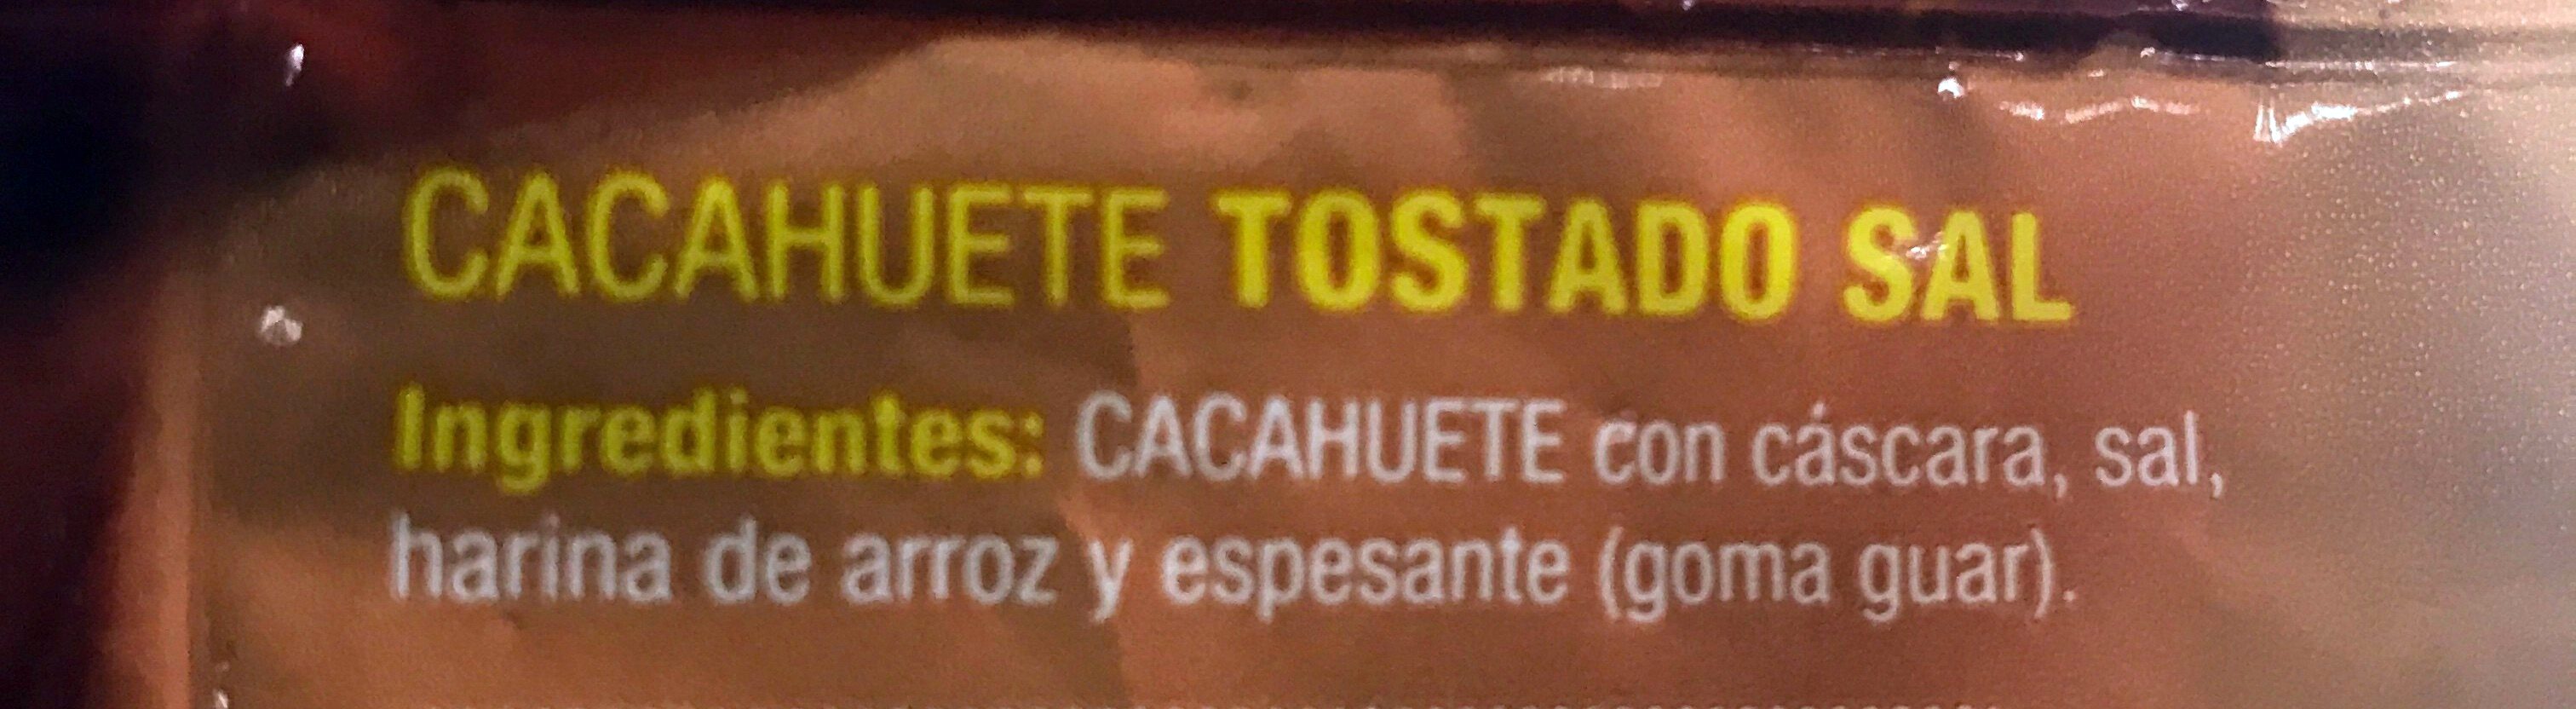 CACAHUETE TOSTADO SAL
Ingredientes: CACAHUETE con cáscara, sal,
harina de arroz y espesante (goma guar).